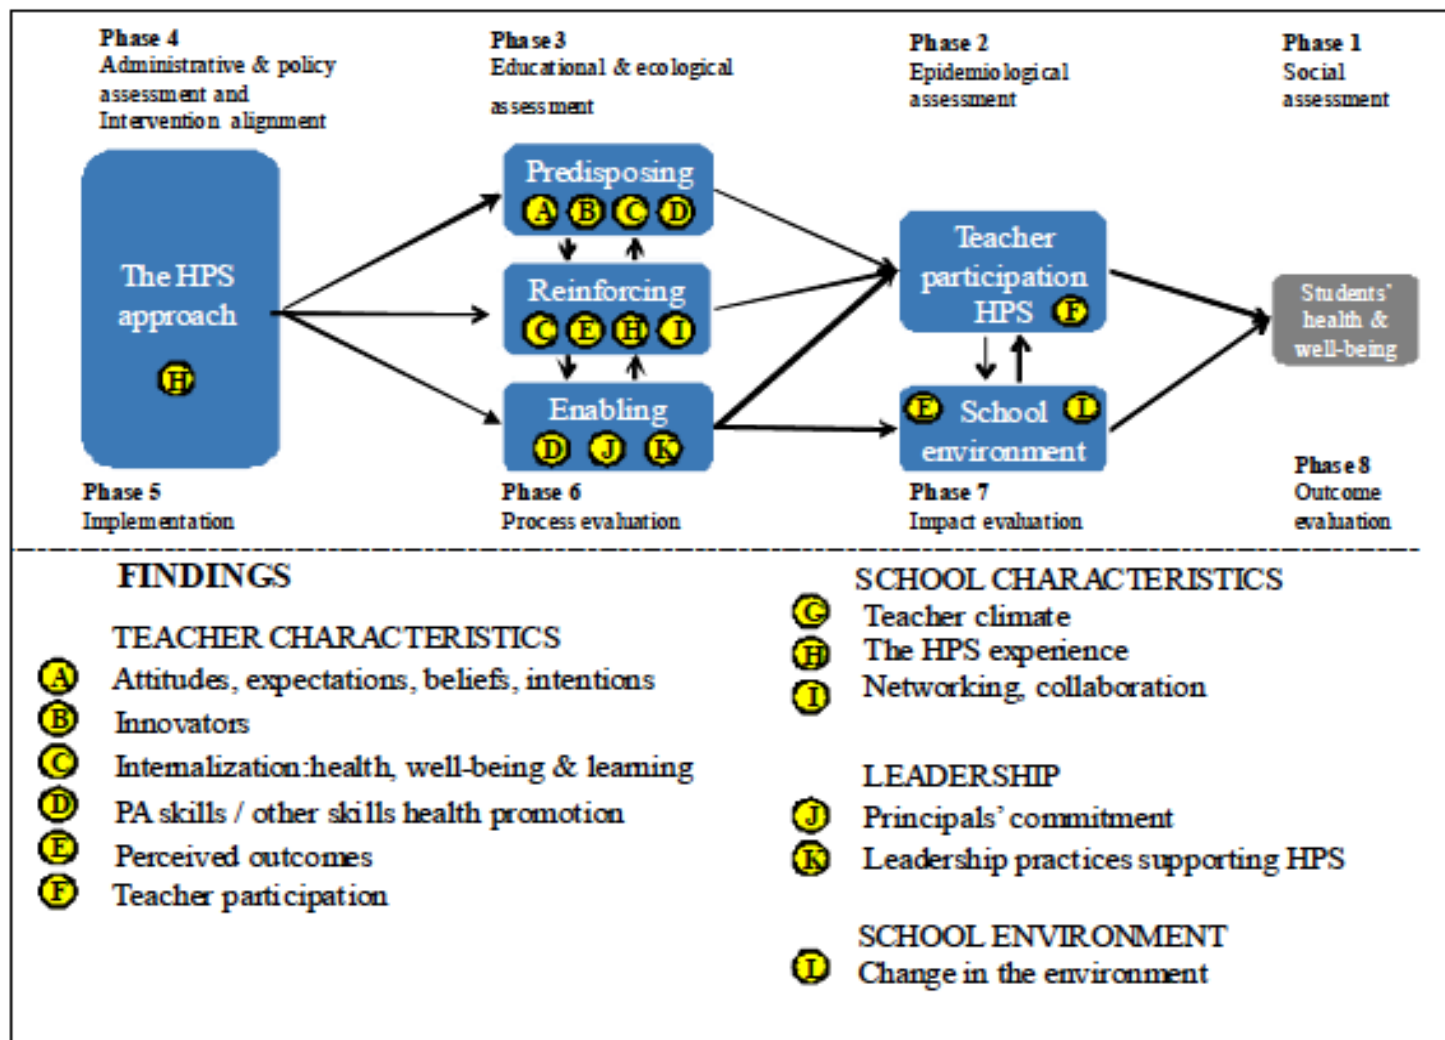 Phase 4
Administrative & policy
assessment and
Intervention alignment
Phase 3
Educational & ecological
assessment
Phase 2
Epidemiological
assessment
Phase 1
Social
assessment
The HPS
approach
H
Predisposing
A B C D
Reinforcing
C E H I
Enabling
D J K
Teacher
participation
HPS F
E School L
environment
Students'
health &
well-being
Phase 5
Implementation
Phase 6
Process evaluation
Phase 7
Impact evaluation
Phase 8
Outcome
evaluation
FINDINGS
TEACHER CHARACTERISTICS
A Attitudes, expectations, beliefs, intentions
B Innovators
C Internalization:health, well-being & learning
D PA skills / other skills health promotion
E Perceived outcomes
F Teacher participation
SCHOOL CHARACTERISTICS
G Teacher climate
H The HPS experience
I Networking, collaboration
LEADERSHIP
J Principals' commitment
K Leadership practices supporting HPS
SCHOOL ENVIRONMENT
L Change in the environment